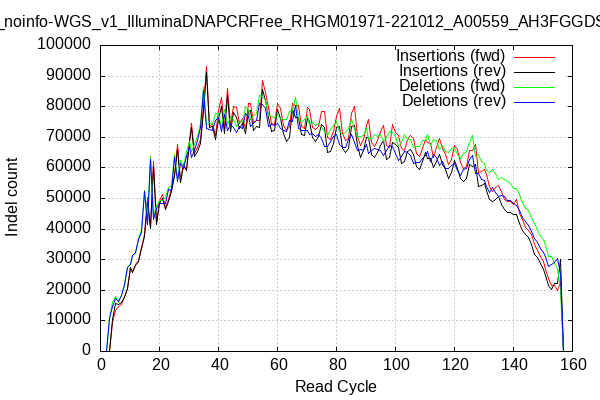 _noinfo-WGS_v1_IlluminaDNAPCRFree_RHGM01971-221012_A00559_AH3FGGDS
Insertions (fwd)
Insertions (rev)
Deletions (fwd)
Deletions (rev)
100000
90000
80000
70000
60000
50000
40000
30000
20000
10000
0
Indel count
0 20 40 60 80 100 120 140 160
Read Cycle